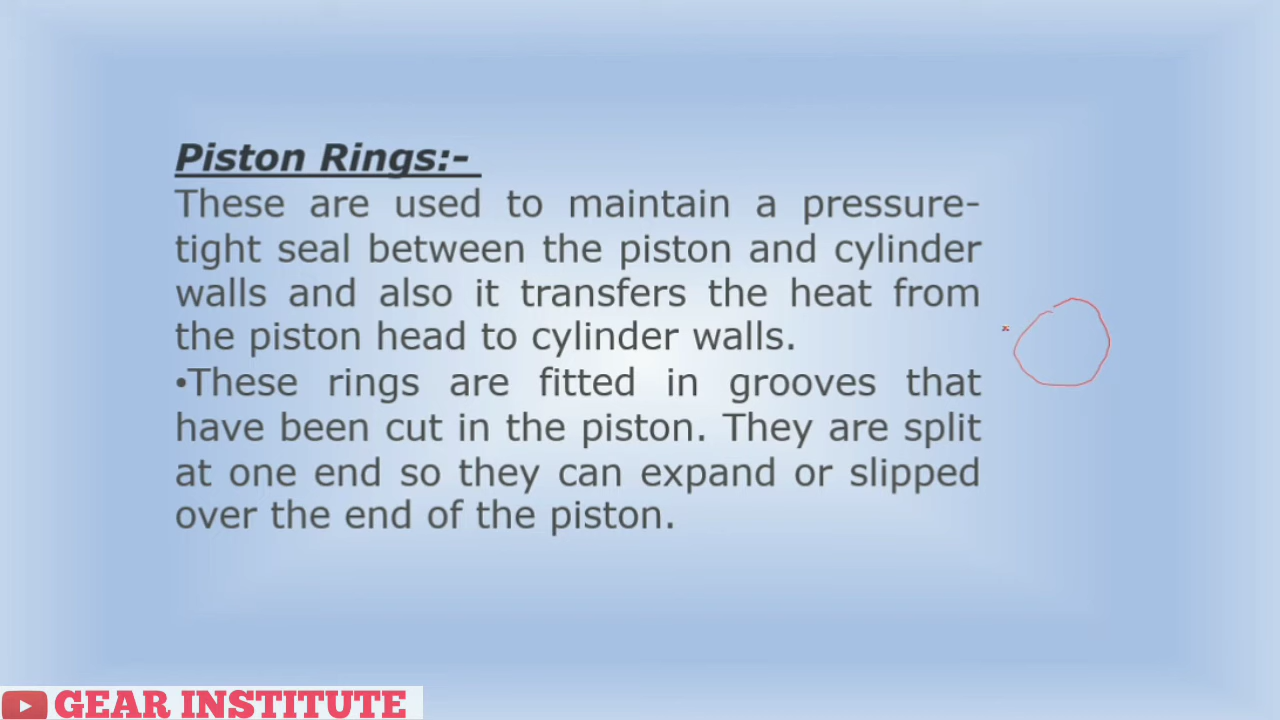 Piston Rings:-
These are used to maintain a pressure-
tight seal between the piston and cylinder
walls and also it transfers the heat from
the piston head to cylinder walls.
•These rings are fitted in grooves that
have been cut in the piston. They are split
at one end so they can expand or slipped
over the end of the piston.
GEAR INSTITUTE